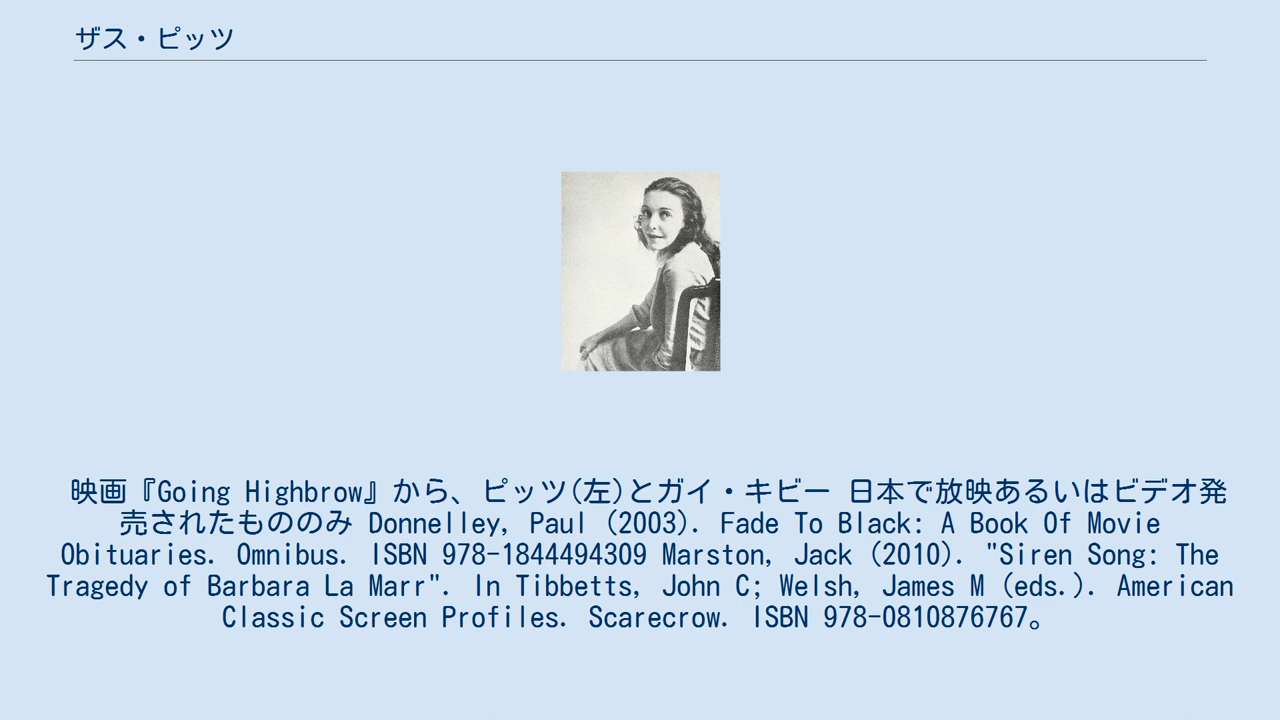 ザス・ピッツ
映画『Going Highbrow』から、ピッツ(左)とガイ・キビー 日本で放映あるいはビデオ発
売されたもののみ Donnelley, Paul (2003). Fade To Black: A Book Of Movie
Obituaries. Omnibus. ISBN 978-1844494309 Marston, Jack (2010). "Siren Song: The
Tragedy of Barbara La Marr". In Tibbetts, John C; Welsh, James M (eds.). American
Classic Screen Profiles. Scarecrow. ISBN 978-0810876767。